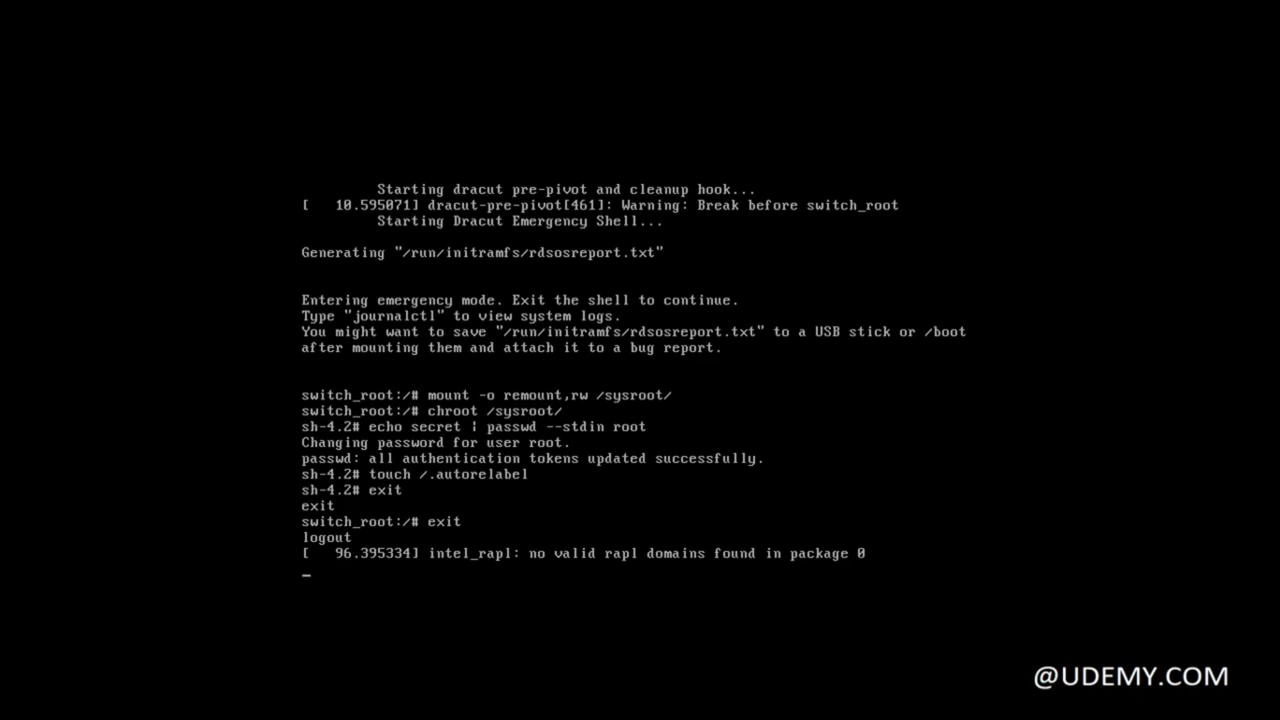 Starting dracut pre-pivot and cleanup hook...
[   10.595071] dracut-pre-pivot[461]: Warning: Break before switch_root
Starting Dracut Emergency Shell...
Generating "/run/initramfs/rdsosreport.txt"
Entering emergency mode. Exit the shell to continue.
Type "journalctl" to view system logs.
You might want to save "/run/initramfs/rdsosreport.txt" to a USB stick or /boot
after mounting them and attach it to a bug report.
switch_root:/# mount -o remount,rw /sysroot/
switch_root:/# chroot /sysroot/
sh-4.2# echo secret | passwd --stdin root
Changing password for user root.
passwd: all authentication tokens updated successfully.
sh-4.2# touch /.autorelabel
sh-4.2# exit
exit
switch_root:/# exit
logout
[   96.395334] intel_rapl: no valid rapl domains found in package 0
_
@UDEMY.COM